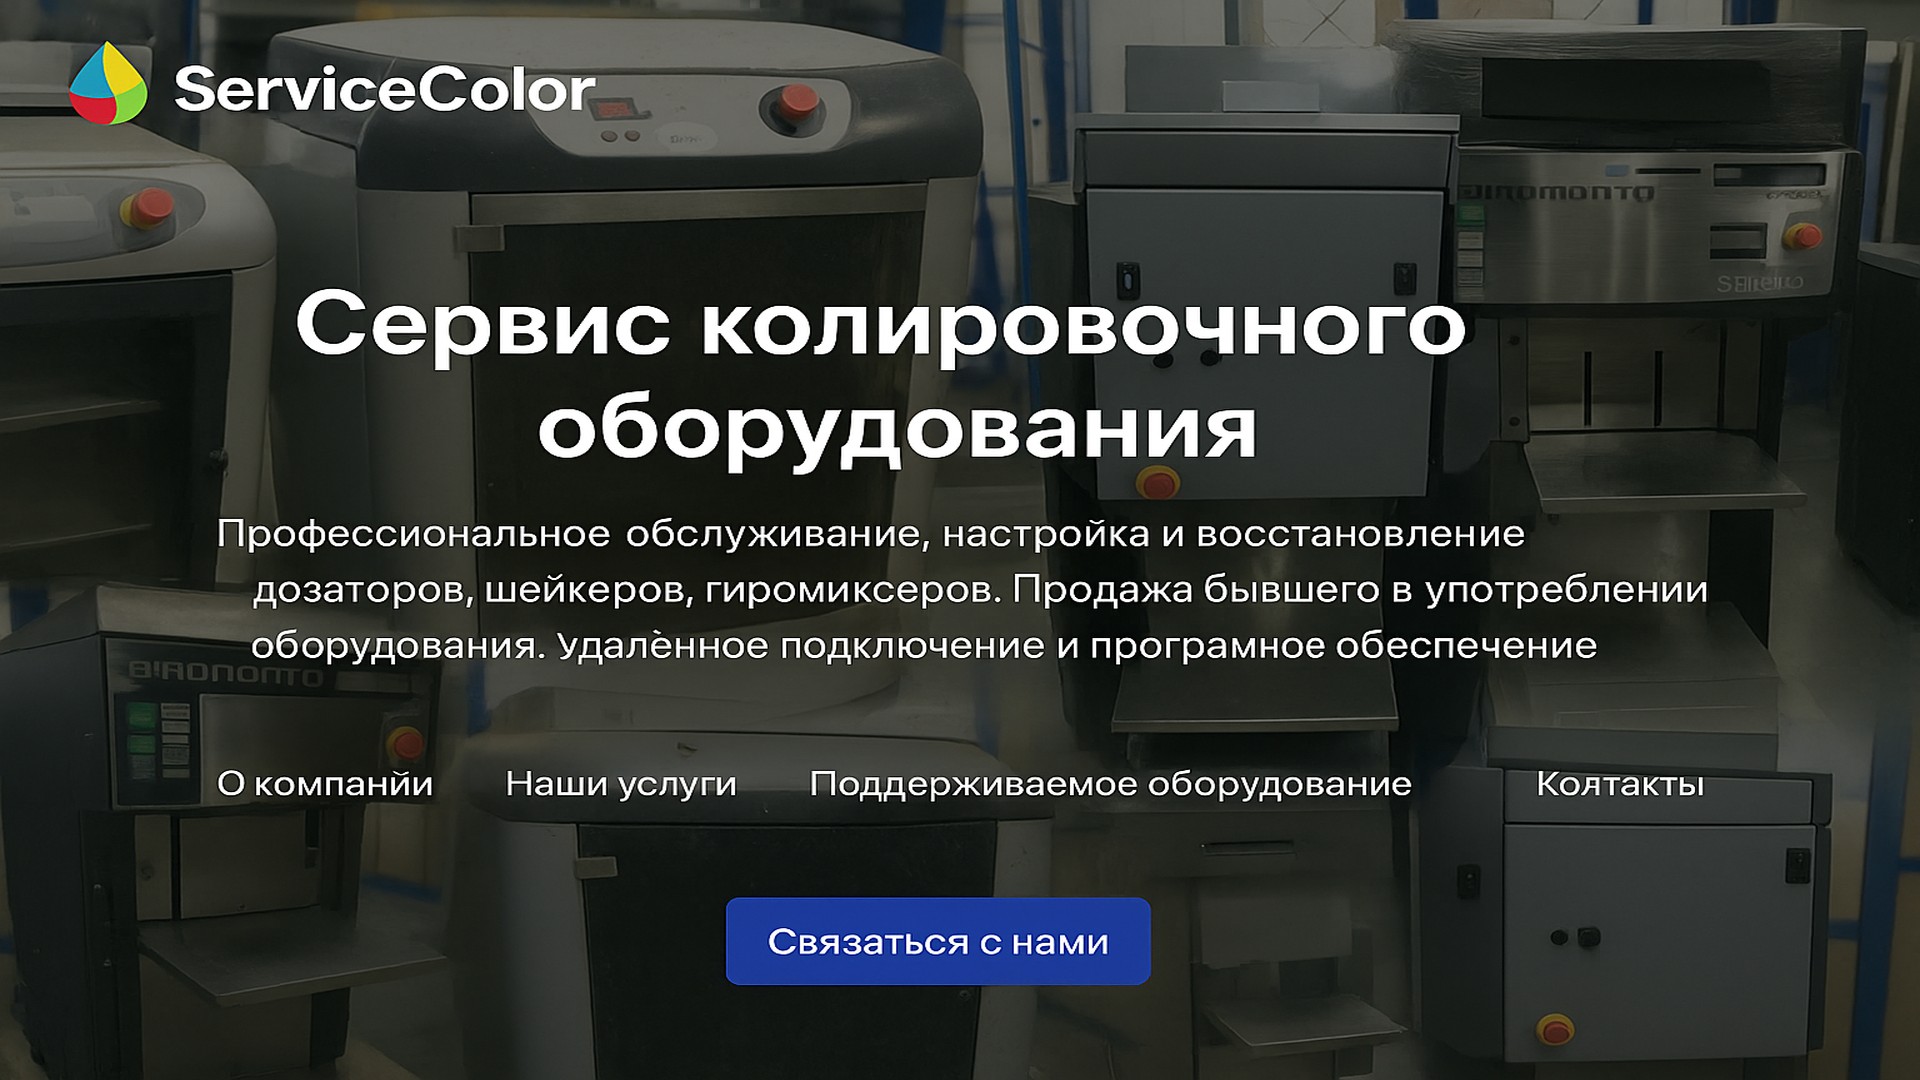 ServiceColor
Сервис колировочного
оборудования
Профессиональное обслуживание, настройка и восстановление
дозаторов, шейкеров, гиромиксеров. Продажа бывшего в употреблении
оборудования. удалѐнное подключение и програмное обеспечение
О компанйи
Наши услуги
Поддерживаемое оборудование
Колтакты
Связаться с нами